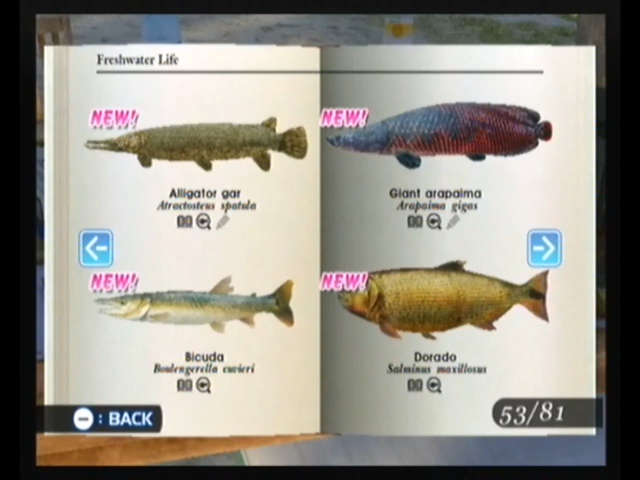 Freshwater Life
NEW!
NEW!
Alligator gar
Atractosteus spatula
Giant arapaima
Arapaima gigas
NEW!
NEW!
Bicuda
Boulengerella cuvieri
Dorado
Salminus maxillosus
- : BACK
53/81